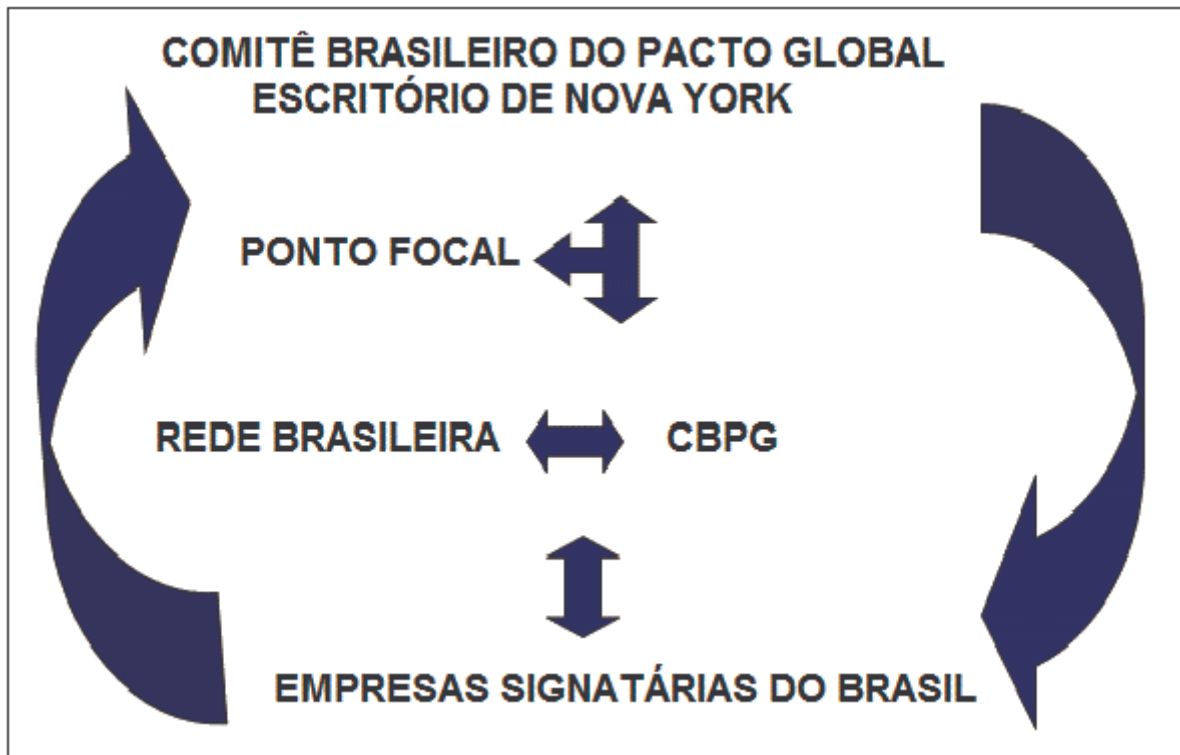 COMITÊ BRASILEIRO DO PACTO GLOBAL
ESCRITÓRIO DE NOVA YORK
PONTO FOCAL
REDE BRASILEIRA CBPG
EMPRESAS SIGNATÁRIAS DO BRASIL